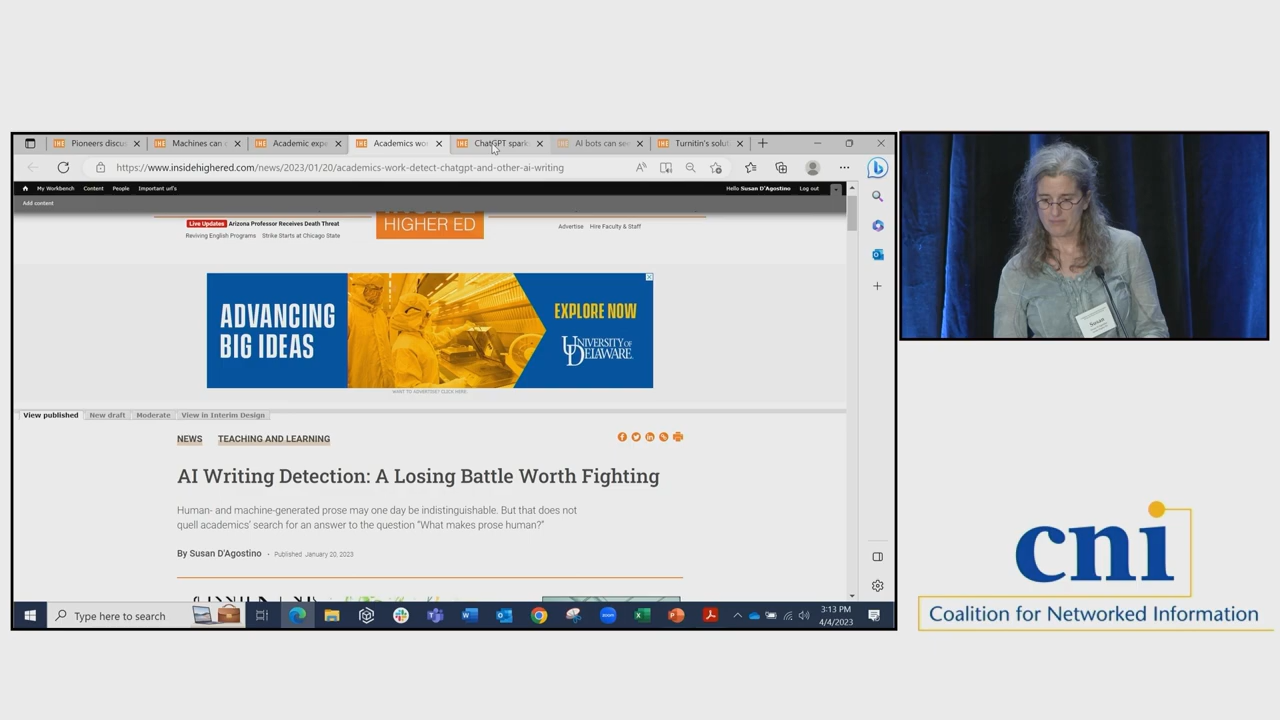 Pioneers discu
Machines can
Academic expe
Academics wo
ChatGPT spark
AI bots can se
Turnitin's solut
https://www.insidehighered.com/news/2023/01/20/academics-work-detect-chatgpt-and-other-ai-writing
My Workbench Content People Important url's
Hello Susan D'Agostino Log out
Add content
Live Updates Arizona Professor Receives Death Threat
Reviving English Programs Strike Starts at Chicago State
HIGHER ED
Advertise Hire Faculty & Staff
ADVANCING
BIG IDEAS
EXPLORE NOW
UNIVERSITY OF
DELAWARE
WANT TO ADVERTISE? CLICK HERE
View published New draft Moderate View in Interim Design
NEWS TEACHING AND LEARNING
AI Writing Detection: A Losing Battle Worth Fighting
Human- and machine-generated prose may one day be indistinguishable. But that does not
quell academics' search for an answer to the question "What makes prose human?"
By Susan D'Agostino • Published January 20, 2023
Type here to search
zoom
3:13 PM
4/4/2023
Susan
cni
Coalition for Networked Information